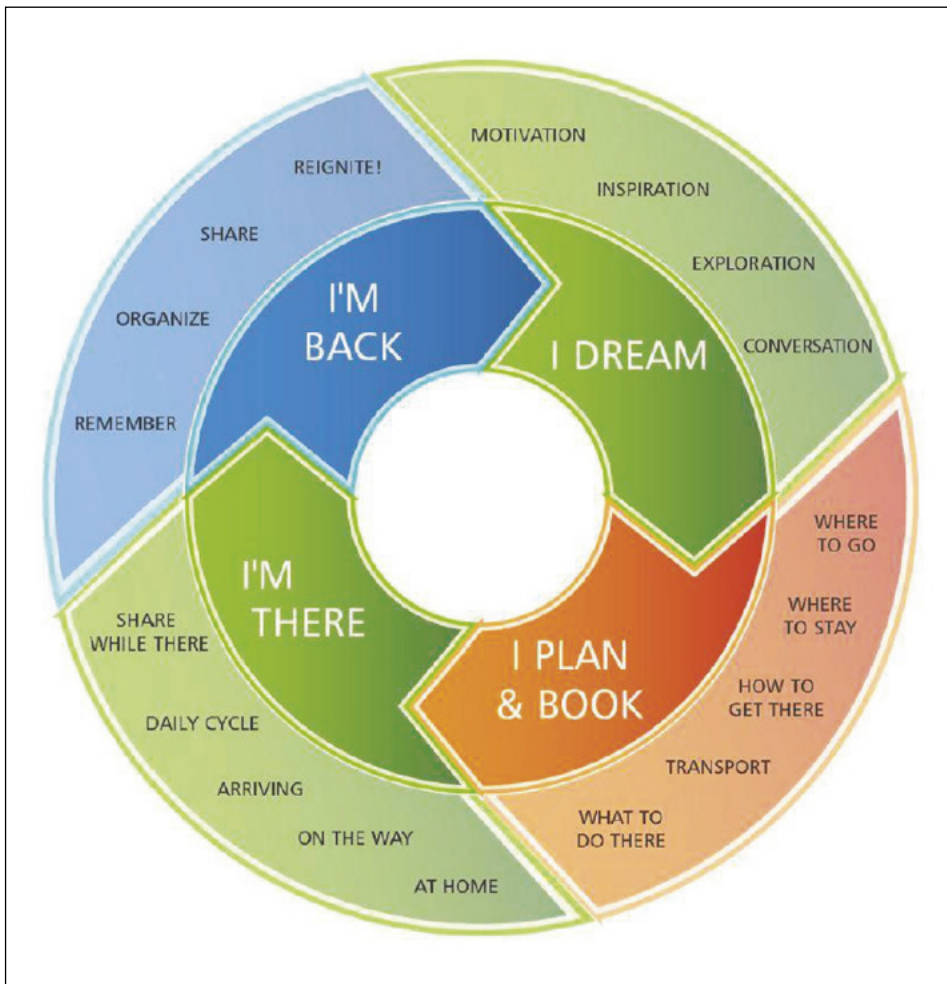 MOTIVATION
INSPIRATION
EXPLORATION
CONVERSATION
I DREAM
WHERE
TO GO
WHERE
TO STAY
HOW TO
GET THERE
TRANSPORT
WHAT TO
DO THERE
I PLAN
& BOOK
AT HOME
ON THE WAY
ARRIVING
DAILY CYCLE
SHARE
WHILE THERE
I'M
THERE
REMEMBER
ORGANIZE
SHARE
REIGNITE!
I'M
BACK